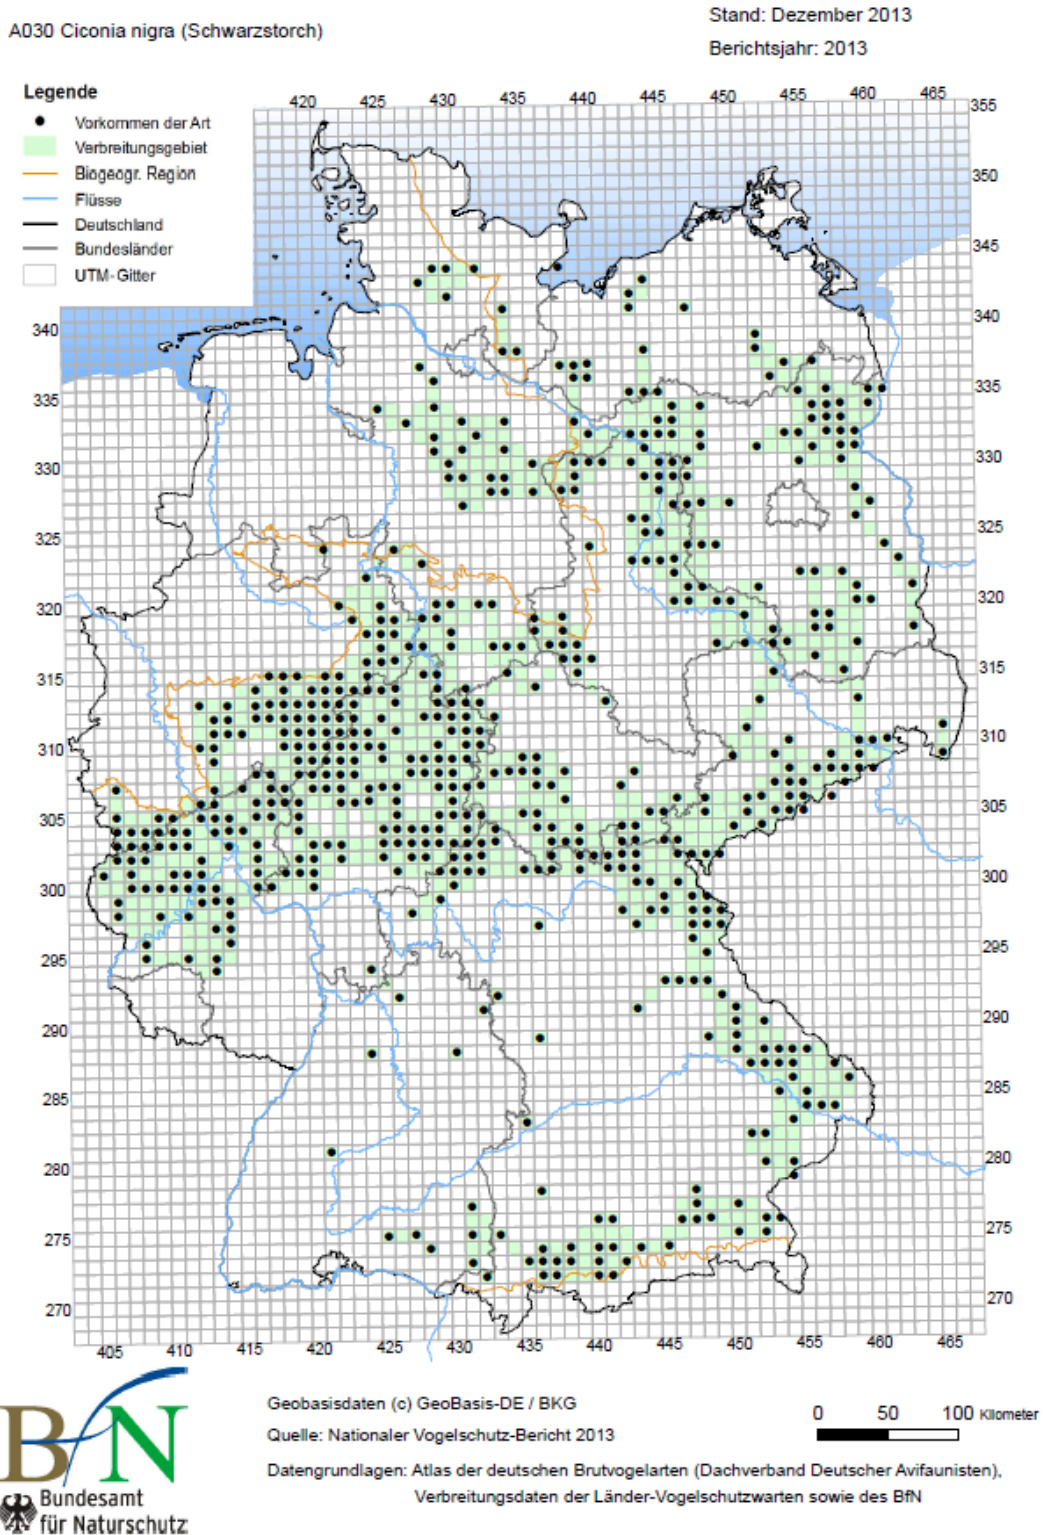 A030 Ciconia nigra (Schwarzstorch)
Stand: Dezember 2013
Berichtsjahr: 2013
Legende
Vorkommen der Art
Verbreitungsgebiet
Biogeogr. Region
Flüsse
Deutschland
Bundesländer
UTM-Gitter
420 425 430 435 440 445 450 455 460 465
355
350
345
340 340
335 335
330 330
325 325
320 320
315 315
310 310
305 305
300 300
295 295
290 290
285 285
280 280
275 275
270 270
405 410 415 420 425 430 435 440 445 450 455 460 465
BfN
Bundesamt
für Naturschutz
Geobasisdaten (c) GeoBasis-DE / BKG
Quelle: Nationaler Vogelschutz-Bericht 2013
0 50 100 Kilometer
Datengrundlagen: Atlas der deutschen Brutvogelarten (Dachverband Deutscher Avifaunisten),
Verbreitungsdaten der Länder-Vogelschutzwarten sowie des BfN